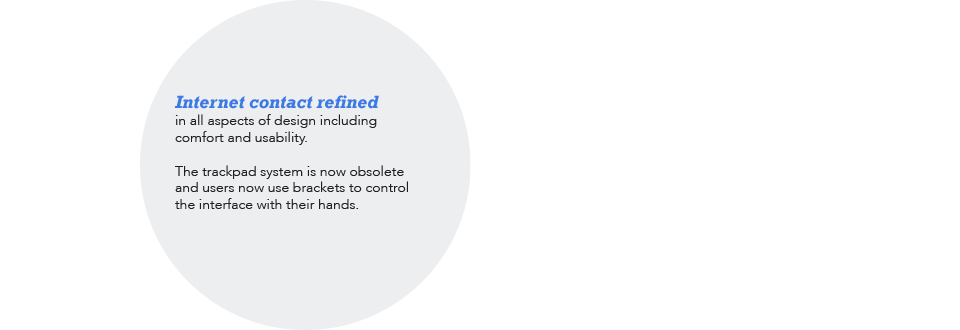 Internet contact refined
in all aspects of design including
comfort and usability.
The trackpad system is now obsolete
and users now use brackets to control
the interface with their hands.